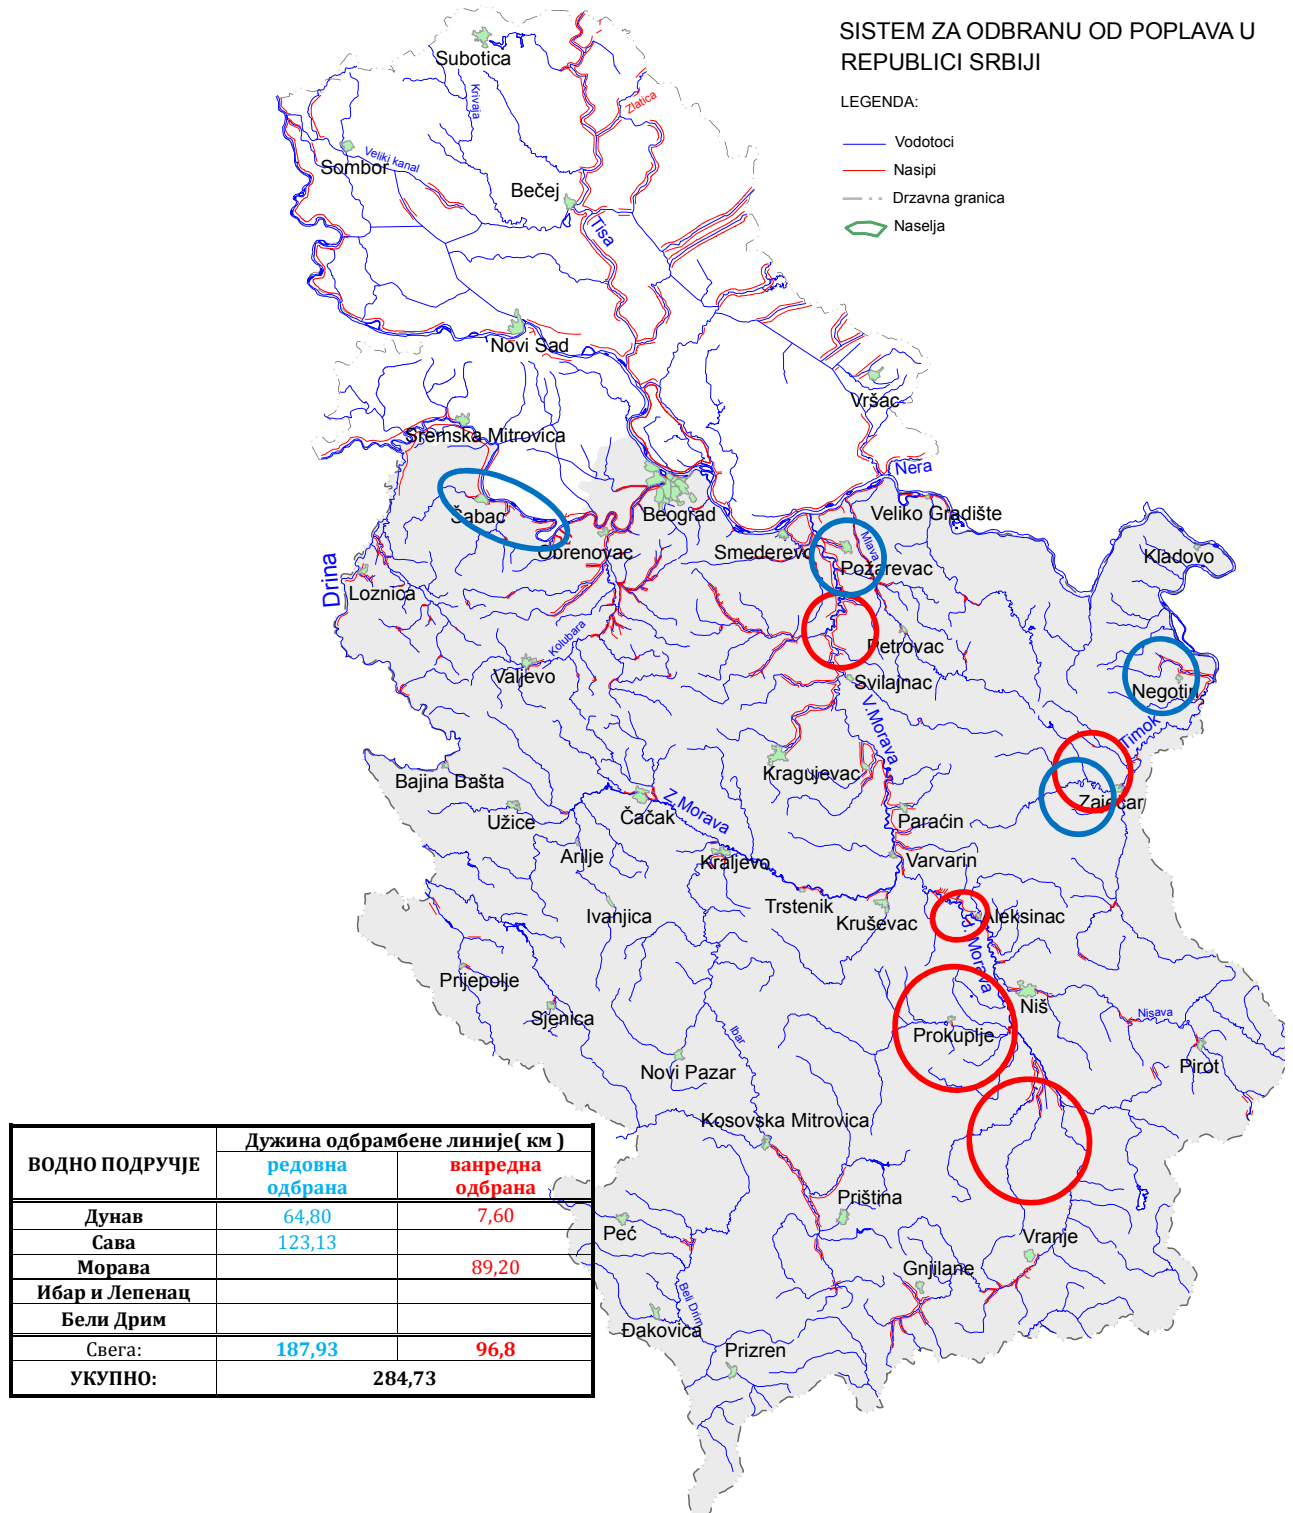 SISTEM ZA ODBRANU OD POPLAVA U
REPUBLICI SRBIJI
LEGENDA:
Vodotoci
Nasipi
Drzavna granica
Naselja
Subotica
Krivaja
Zlatica
Sombor
Veliki kanal
Bečej
Tisa
Novi Sad
Vršac
Sremska Mitrovica
Nera
Šabac
Beograd
Veliko Gradište
Obrenovac
Smederevo
Mlava
Požarevac
Kladovo
Drina
Loznica
Kolubara
Petrovac
Valjevo
Svilajnac
Negotin
V.Morava
Timok
Kragujevac
Bajina Bašta
Zaječar
Užice
Čačak
Z.Morava
Paraćin
Arilje
Kraljevo
Varvarin
Trstenik
Ivanjica
Kruševac
Aleksinac
J. Morava
Prijepolje
Niš
Sjenica
Ibar
Prokuplje
Nisava
Novi Pazar
Pirot
Kosovska Mitrovica
Priština
Peć
Vranje
Gnjilane
Beli Drim
Đakovica
Prizren
ВОДНО ПОДРУЧЈЕ
Дужина одбрамбене линије( км )
редовна одбрана
ванредна одбрана
Дунав 64,80 7,60
Сава 123,13
Морава 89,20
Ибар и Лепенац
Бели Дрим
Свега: 187,93 96,8
УКУПНО: 284,73